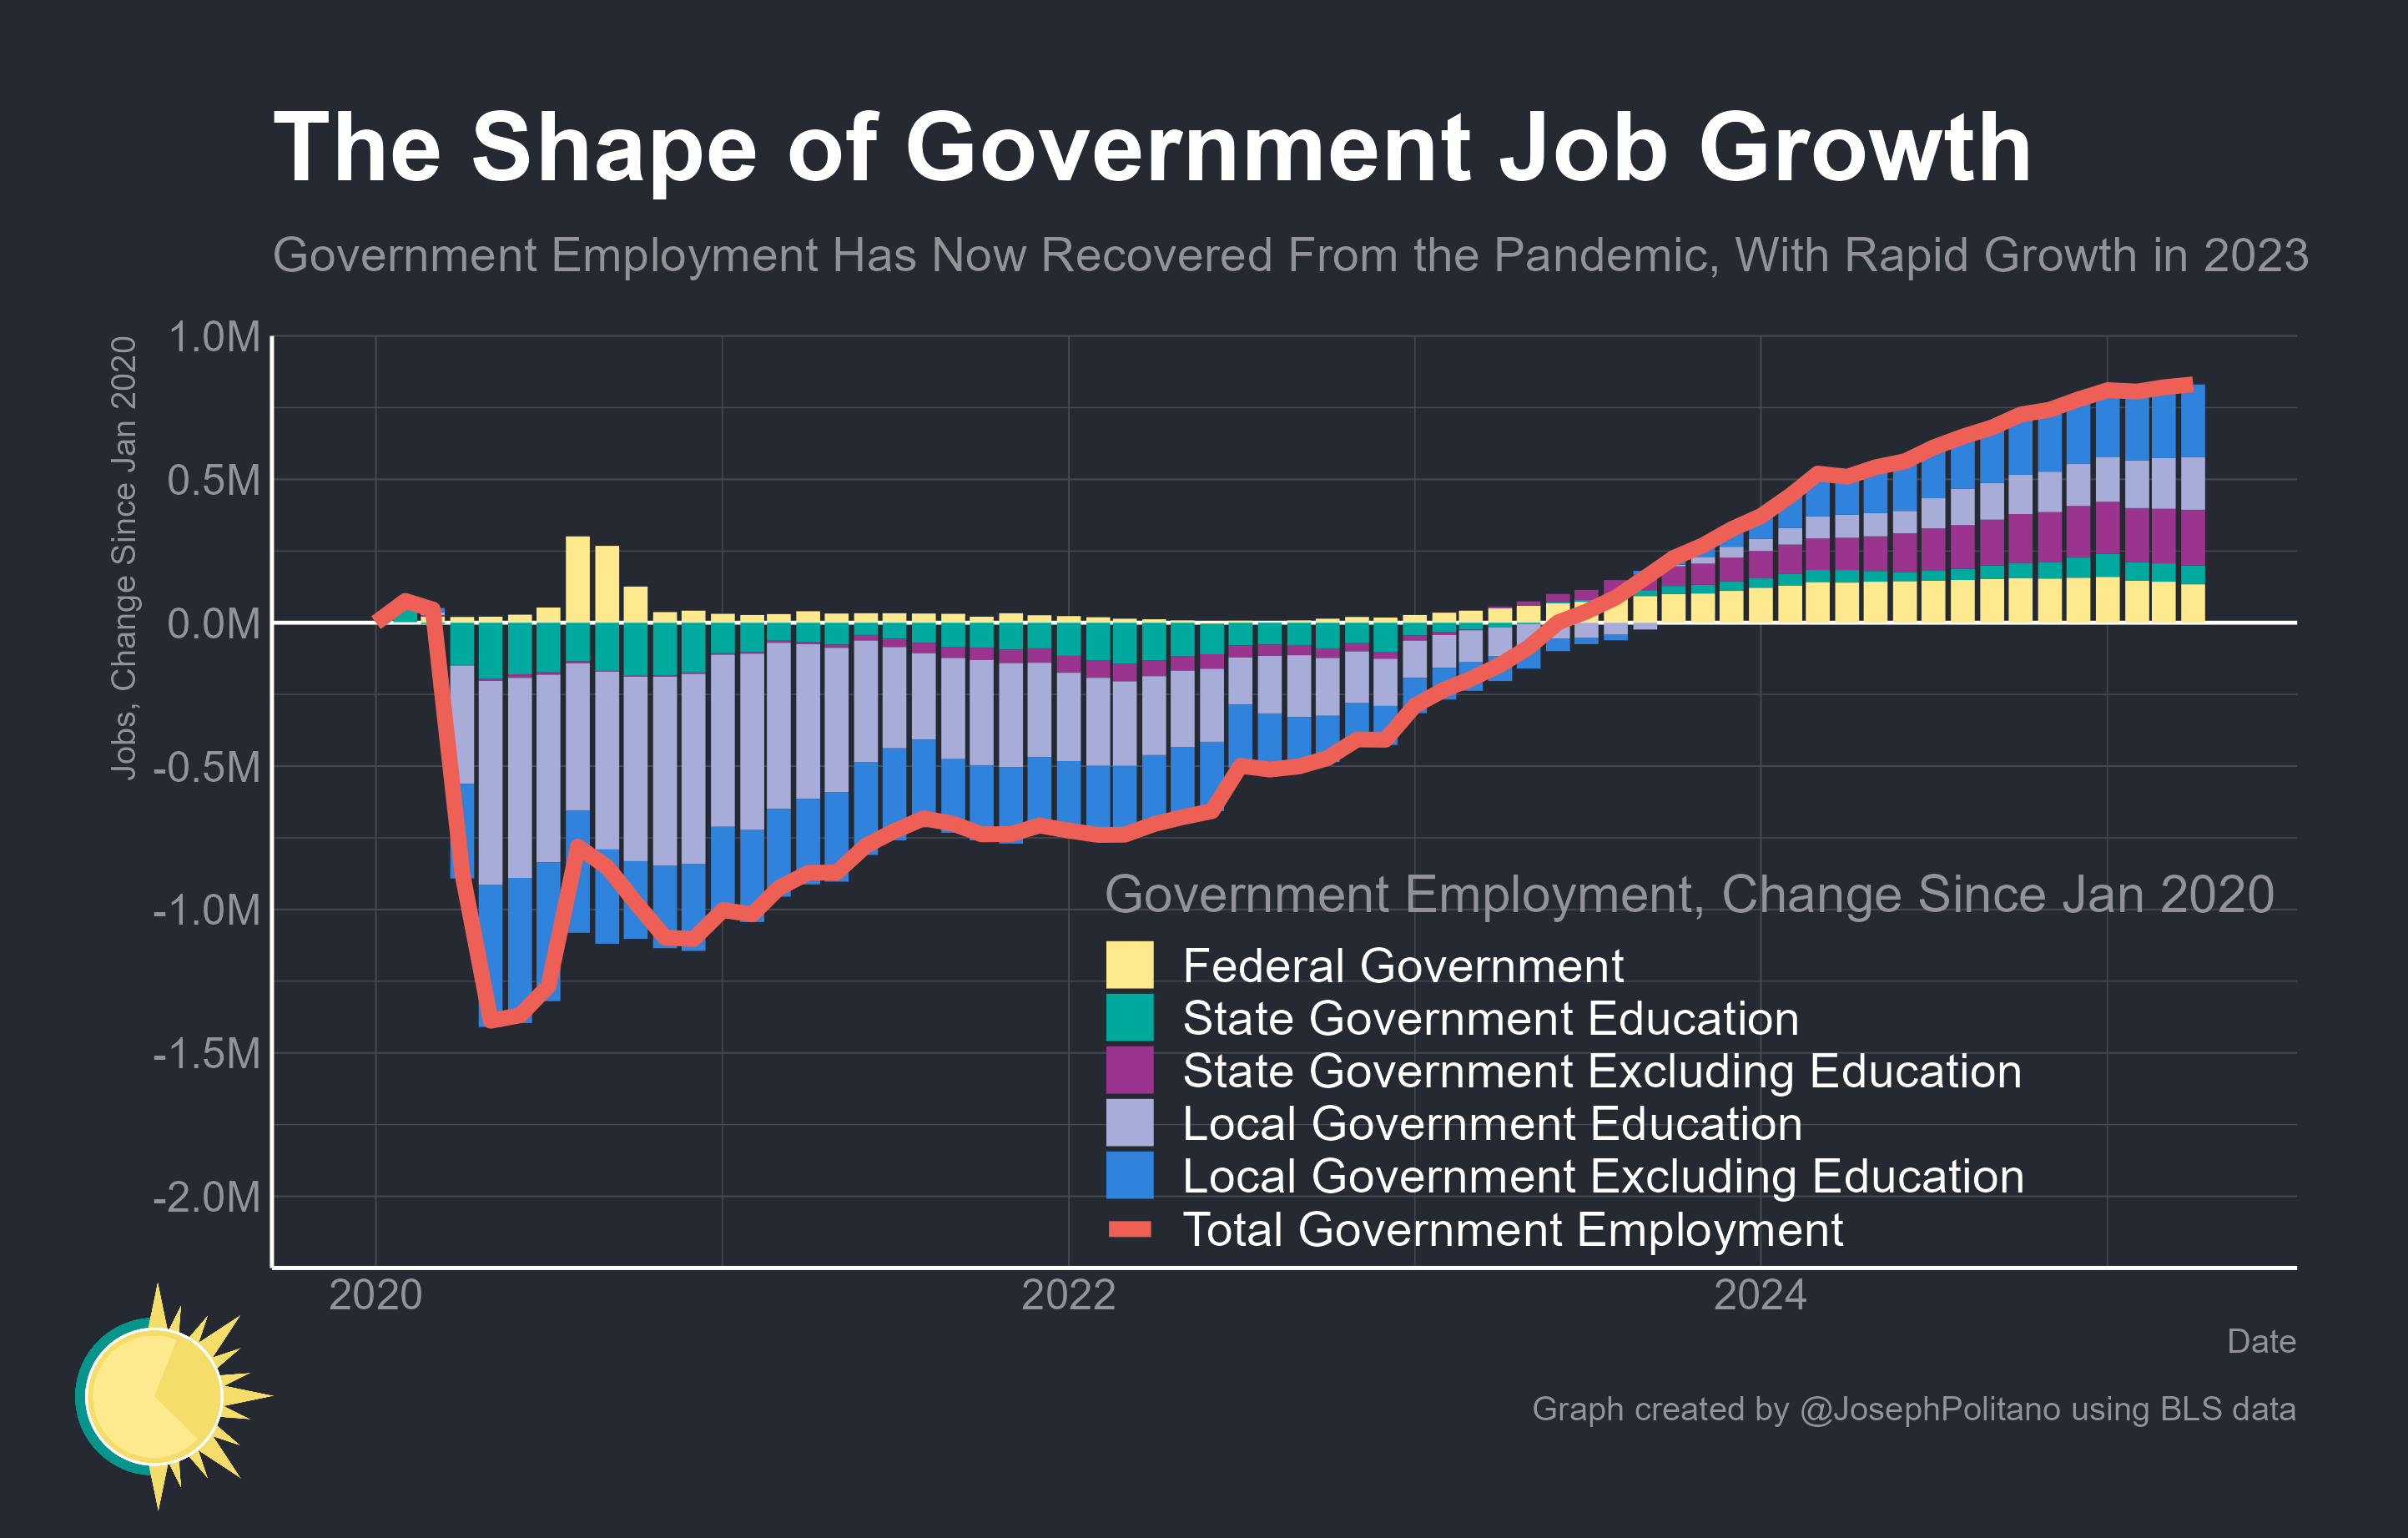 The Shape of Government Job Growth
Government Employment Has Now Recovered From the Pandemic, With Rapid Growth in 2023
Jobs, Change Since Jan 2020
1.0M
0.5M
0.0M
-0.5M
-1.0M
-1.5M
-2.0M
Government Employment, Change Since Jan 2020
Federal Government
State Government Education
State Government Excluding Education
Local Government Education
Local Government Excluding Education
Total Government Employment
2020
2022
2024
Date
Graph created by @JosephPolitano using BLS data